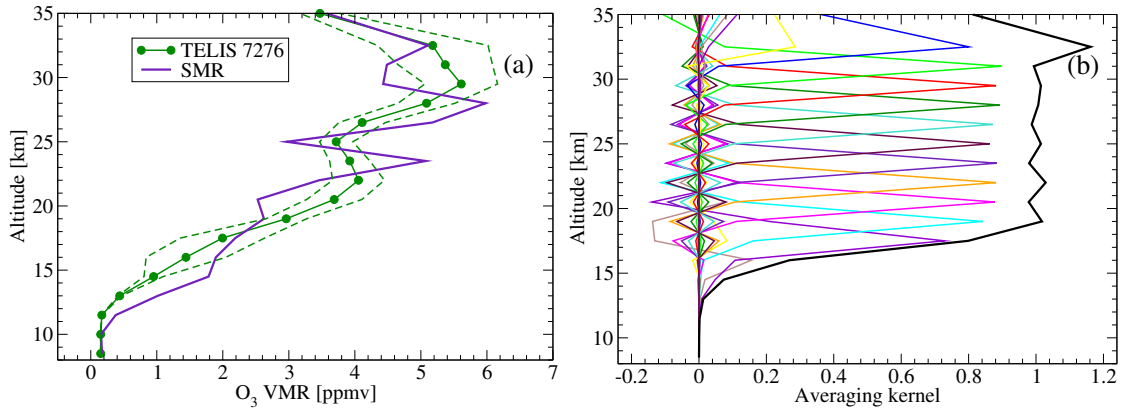 35
30
25
20
15
10
Altitude [km]
0 1 2 3 4 5 6 7
O3 VMR [ppmv]
TELIS 7276
SMR
(a)
35
30
25
20
15
10
Altitude [km]
-0.2 0 0.2 0.4 0.6 0.8 1 1.2
Averaging kernel
(b)